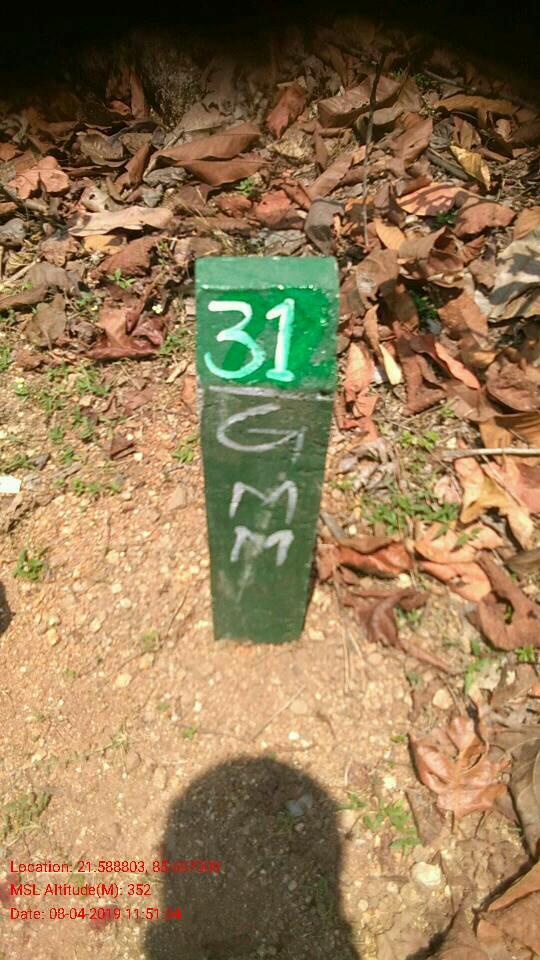 31
G
M
M
Location: 21.588803,
MSL Altitude(M): 352
Date: 08-04-2019 11:51:04